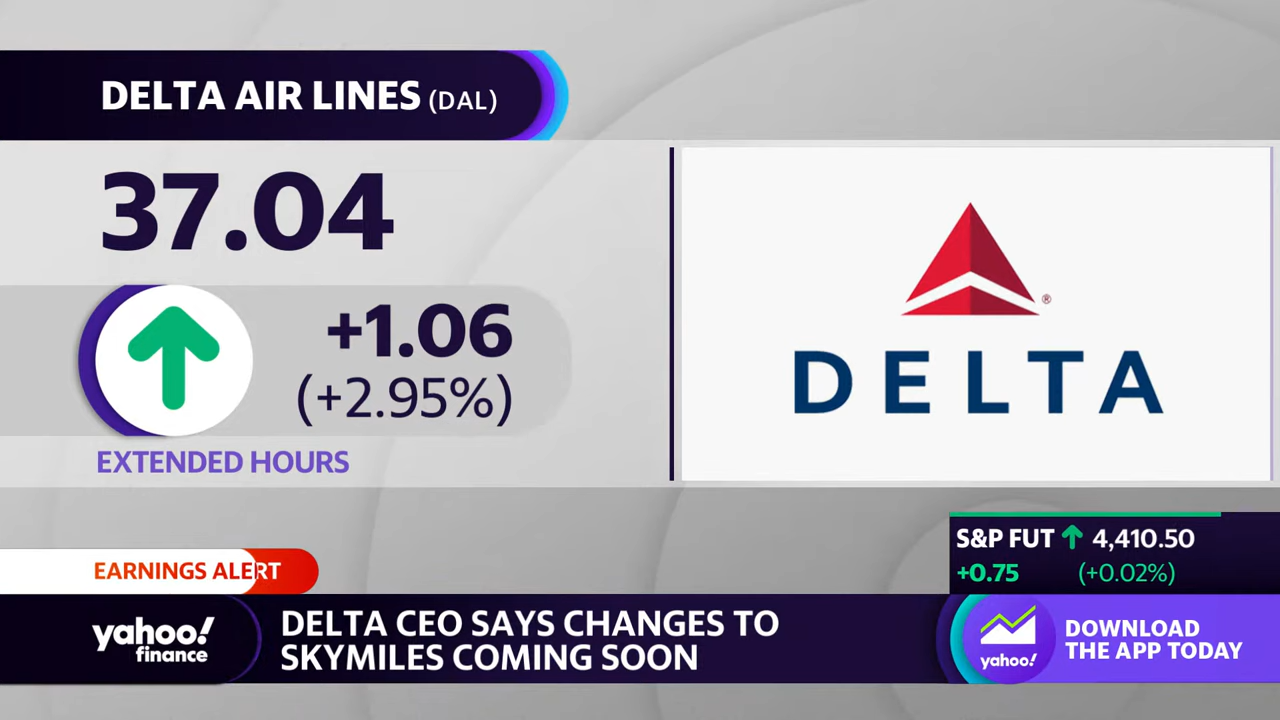 DELTA AIR LINES (DAL)
37.04
+1.06
(+2.95%)
EXTENDED HOURS
DELTA
®
S&P FUT 4,410.50
+0.75 (+0.02%)
EARNINGS ALERT
yahoo!
finance
DELTA CEO SAYS CHANGES TO
SKYMILES COMING SOON
yahoo!
DOWNLOAD
THE APP TODAY